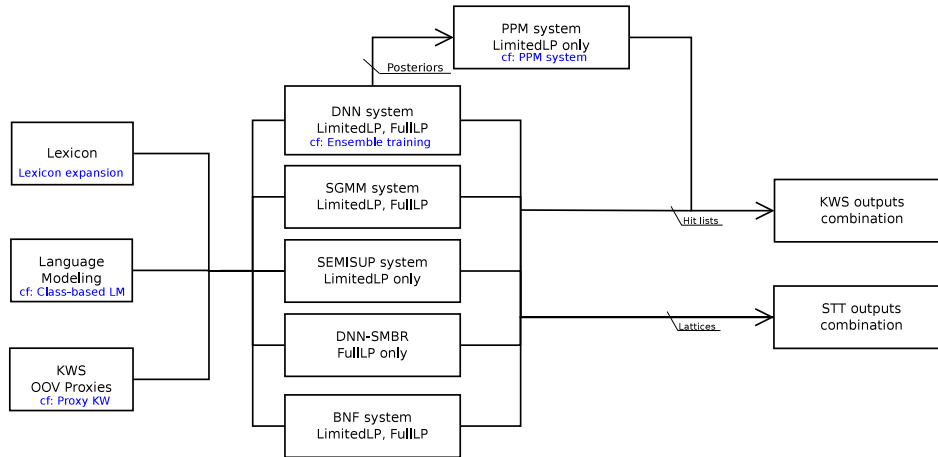 PPM system
LimitedLP only
cf: PPM system
Posteriors
DNN system
LimitedLP, FullLP
cf: Ensemble training
Lexicon
Lexicon expansion
SGMM system
LimitedLP, FullLP
KWS outputs
combination
Hit lists
Language
Modeling
cf: Class-based LM
SEMISUP system
LimitedLP only
STT outputs
combination
Lattices
DNN-SMBR
FullLP only
KWS
OOV Proxies
cf: Proxy KW
BNF system
LimitedLP, FullLP